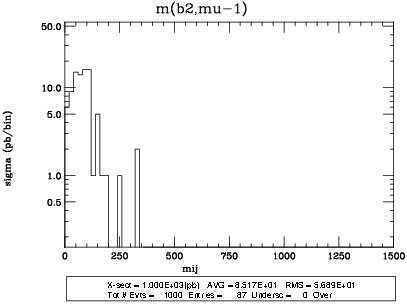 m(b2,mu-1)
50.0
10.0
5.0
1.0
0.5
sigma (pb/bin)
0 250 500 750 1000 1250 1500
mij
X-sect = 1.000E+03(pb) AVG = 8.517E+01 RMS = 5.689E+01
Tot # Evts = 1000 Entries = 87 Undersc = 0 Over